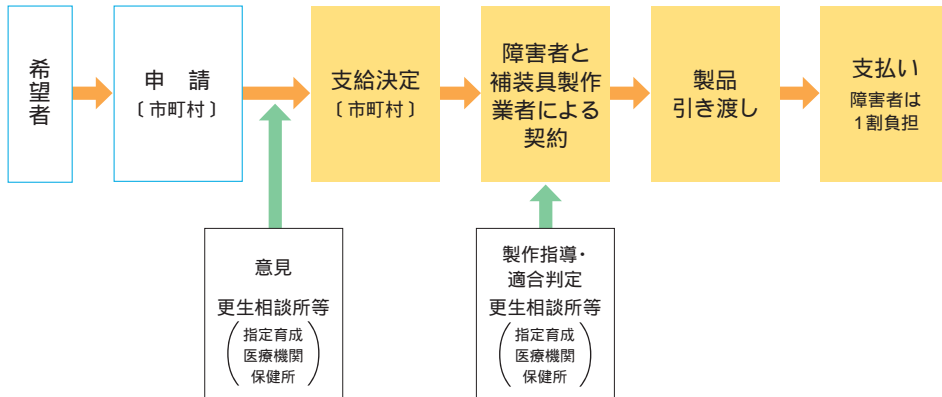 希望者
申　請
〔市町村〕
支給決定
〔市町村〕
障害者と
補装具製作
業者による
契約
製品
引き渡し
支払い
障害者は
1割負担
意見
更生相談所等
(指定育成
医療機関
保健所)
製作指導・
適合判定
更生相談所等
(指定育成
医療機関
保健所)